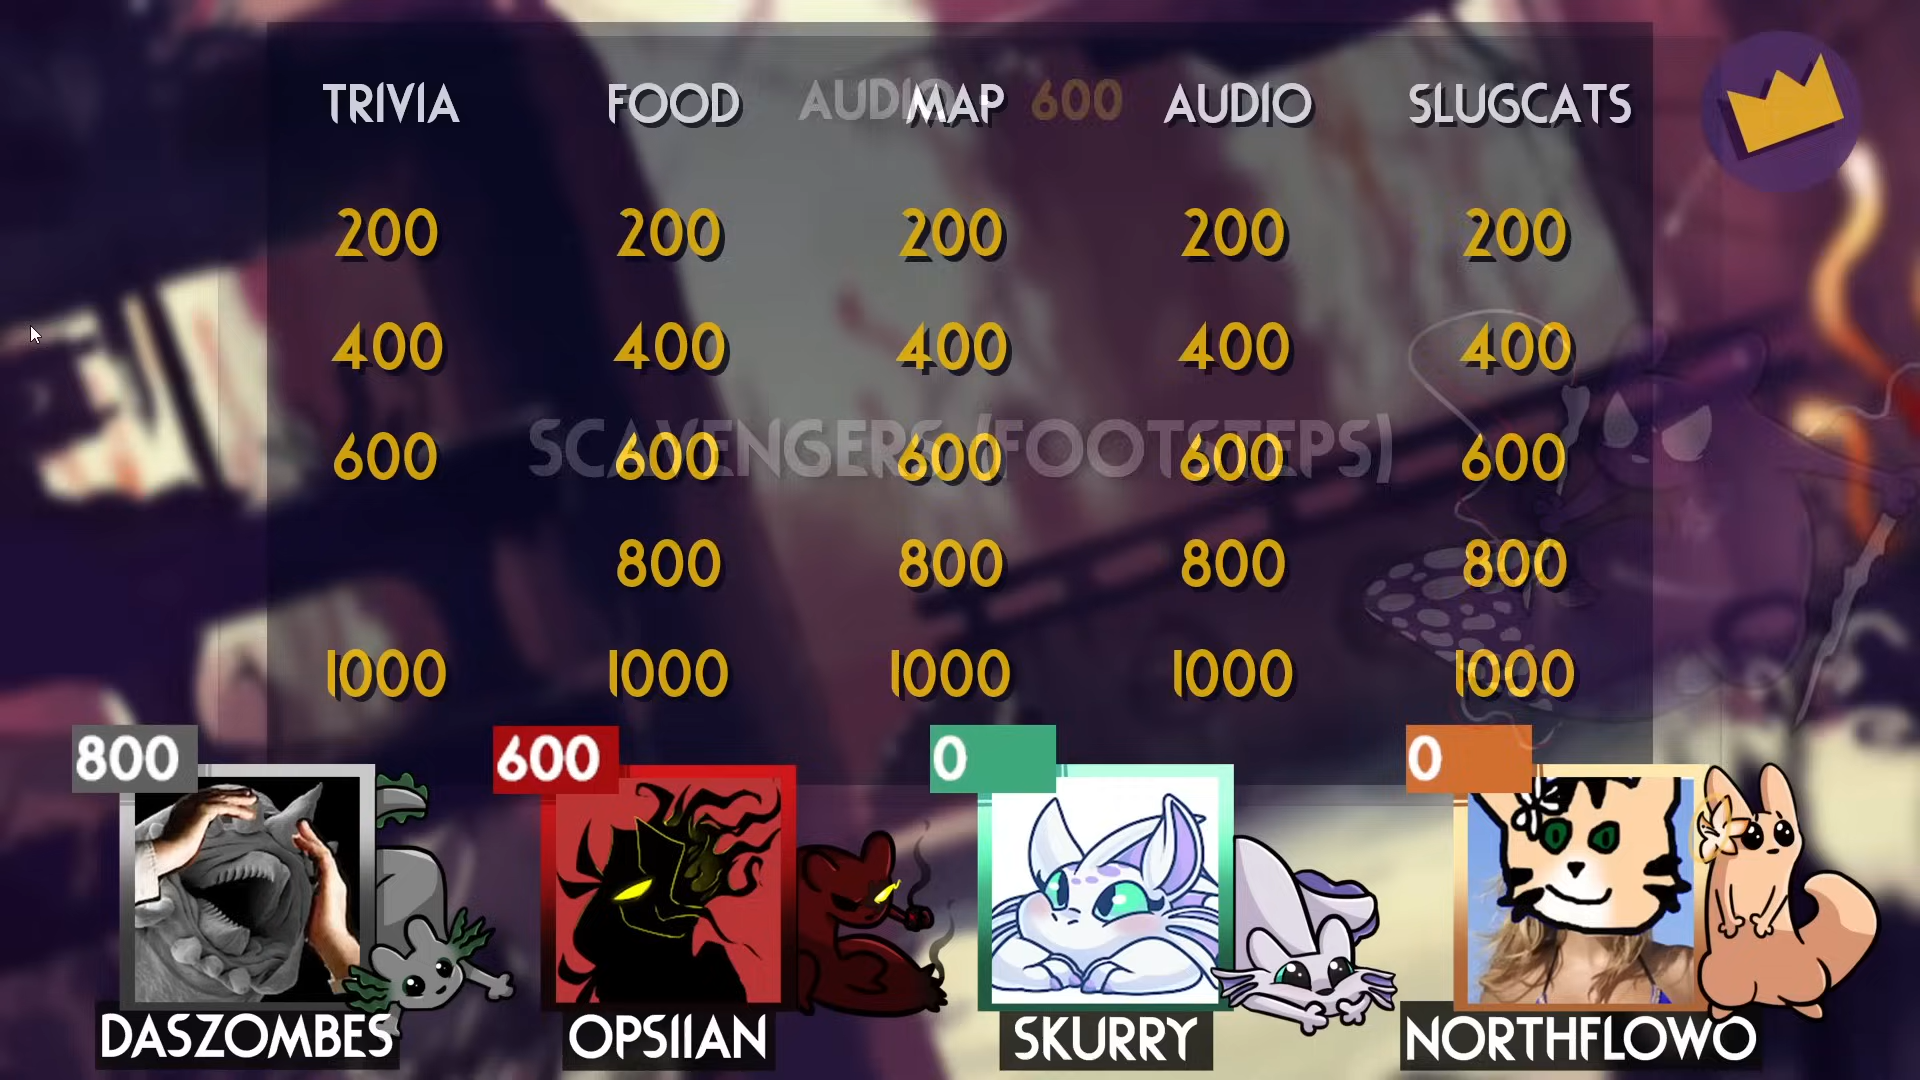 TRIVIA FOOD MAP AUDIO SLUGCATS
AUDIO 600
200 200 200 200 200
400 400 400 400 400
600 600 600 600 600
SCAVENGERS (FOOTSTEPS)
800 800 800 800
1000 1000 1000 1000 1000
800 600 0 0
DASZOMBES OPSIIAN SKURRY NORTHFLOWO